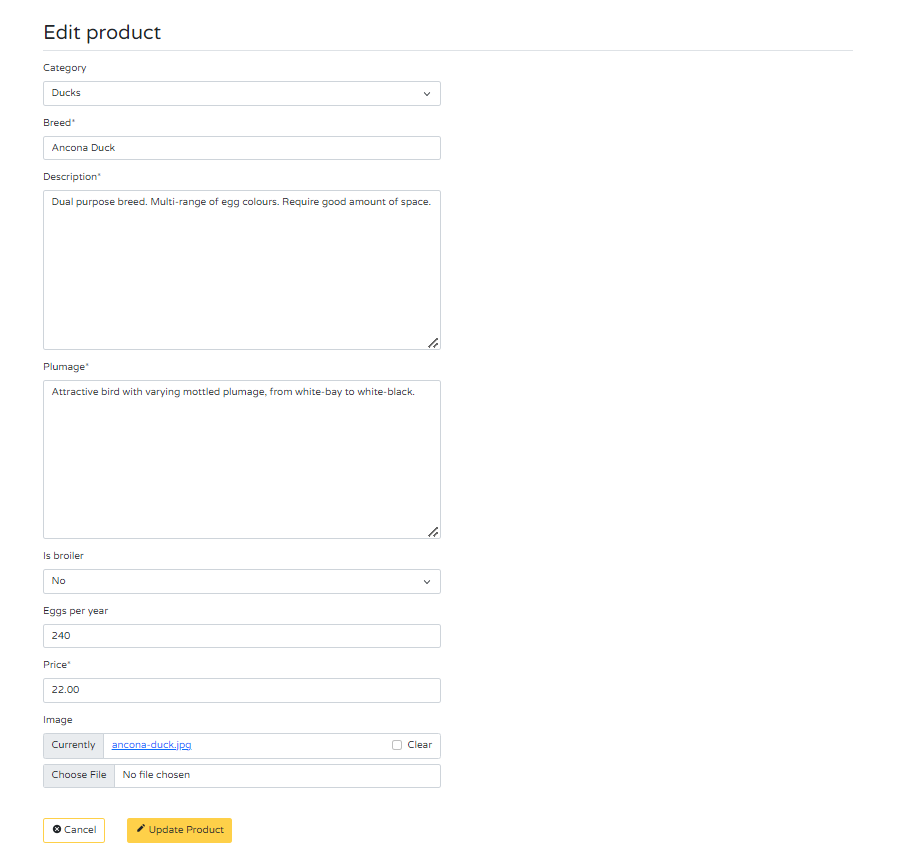 Edit product
Category
Ducks
Breed*
Ancona Duck
Description*
Dual purpose breed. Multi-range of egg colours. Require good amount of space.
Plumage*
Attractive bird with varying mottled plumage, from white-bay to white-black.
Is broiler
No
Eggs per year
240
Price*
22.00
Image
Currently ancona-duck.jpg Clear
Choose File No file chosen
Cancel Update Product